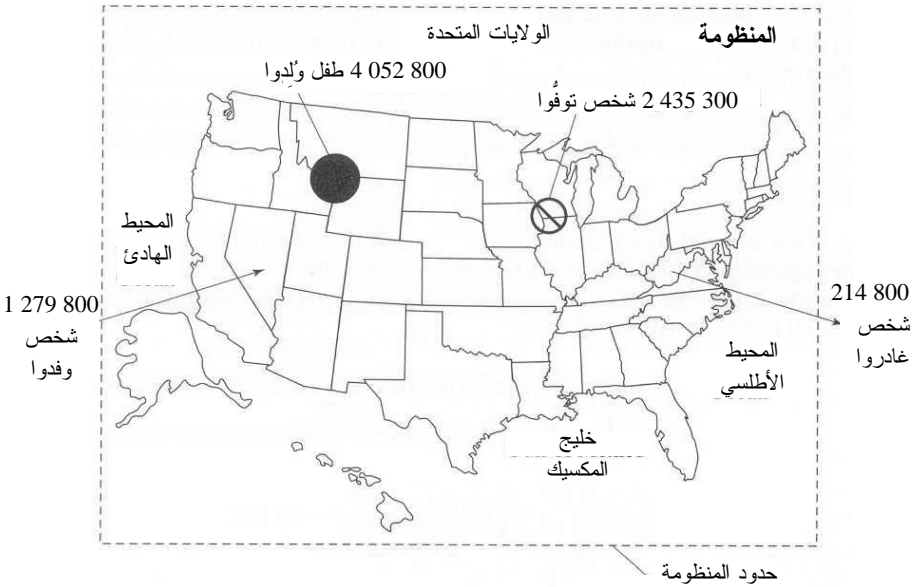 المنظومة
الولايات المتحدة
4 052 800 طفل وُلِدوا
2 435 300 شخص توفُّوا
المحيط
الهادئ
1 279 800
شخص
وفدوا
214 800
شخص
غادروا
المحيط
الأطلسي
خليج
المكسيك
حدود المنظومة